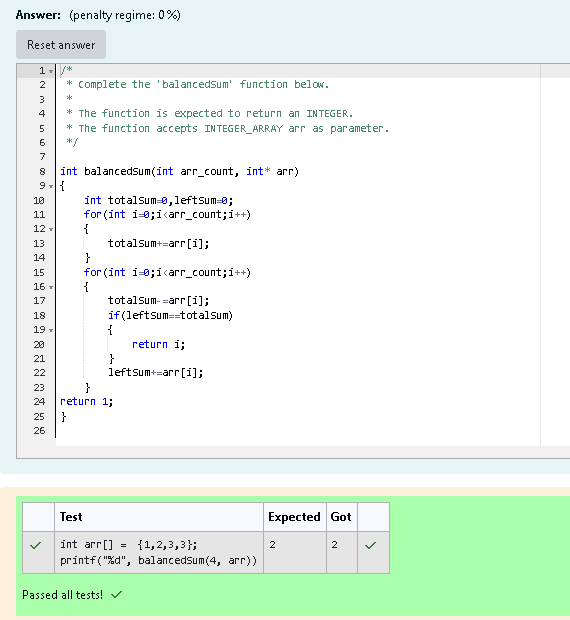 Answer: (penalty regime: 0 %)
Reset answer
1 /*
2 * Complete the 'balancedSum' function below.
3 *
4 * The function is expected to return an INTEGER.
5 * The function accepts INTEGER_ARRAY arr as parameter.
6 */
7
8 int balancedSum(int arr_count, int* arr)
9 {
10 int totalSum=0,leftSum=0;
11 for(int i=0;i<arr_count;i++)
12 {
13 totalSum+=arr[i];
14 }
15 for(int i=0;i<arr_count;i++)
16 {
17 totalSum-=arr[i];
18 if(leftSum==totalSum)
19 {
20 return i;
21 }
22 leftSum+=arr[i];
23 }
24 return 1;
25 }
26
Test Expected Got
int arr[] = {1,2,3,3}; 2 2
printf("%d", balancedSum(4, arr))
Passed all tests!